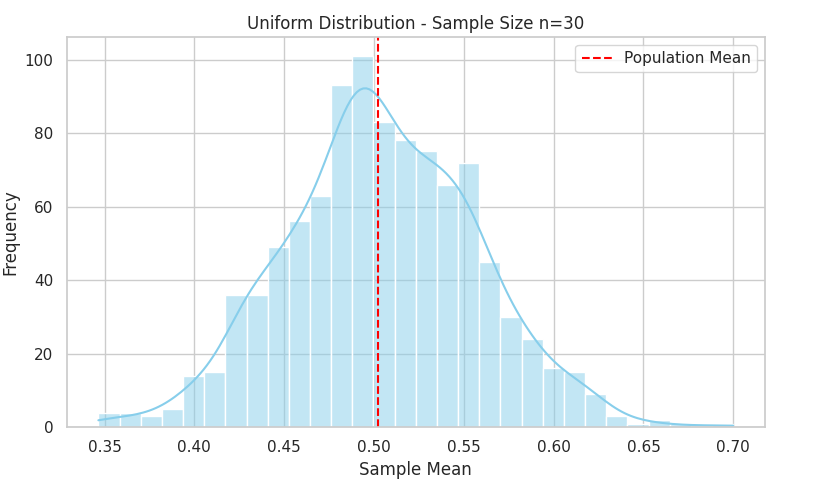 Uniform Distribution - Sample Size n=30
Population Mean
Frequency
100
80
60
40
20
0
0.35 0.40 0.45 0.50 0.55 0.60 0.65 0.70
Sample Mean